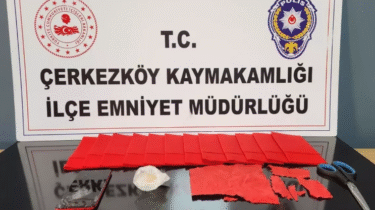 T.C.
ÇERKEZKÖY KAYMAKAMLIĞI
İLÇE EMNİYET MÜDÜRLÜĞÜ